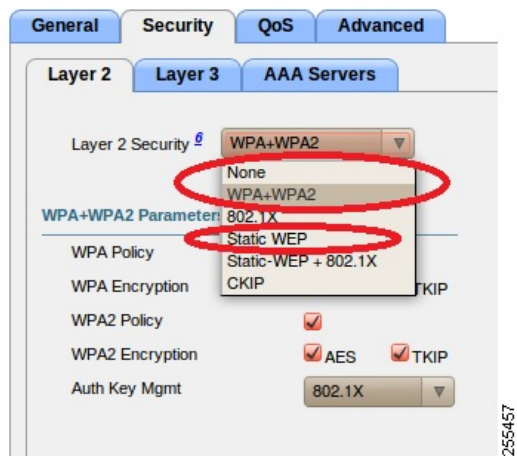 General Security QoS Advanced
Layer 2 Layer 3 AAA Servers
Layer 2 Security 6 WPA+WPA2
None
WPA+WPA2
802.1X
Static WEP
Static-WEP + 802.1X
CKIP
WPA+WPA2 Parameters
WPA Policy
WPA Encryption TKIP
WPA2 Policy
WPA2 Encryption AES TKIP
Auth Key Mgmt 802.1X
255457